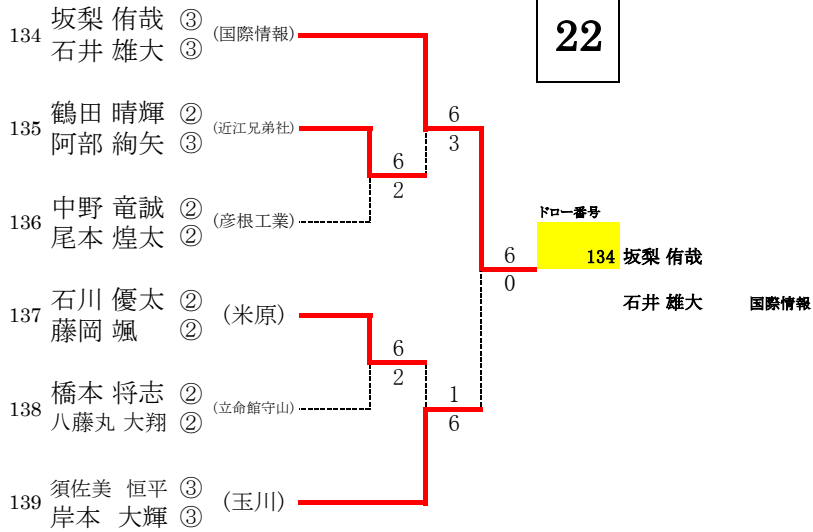 22
134 坂梨 侑哉 ③ (国際情報)
石井 雄大 ③
135 鶴田 晴輝 ② (近江兄弟社)
阿部 絢矢 ③
6
3
6
2
136 中野 竜誠 ② (彦根工業)
尾本 煌太 ②
ドロー番号
134 坂梨 侑哉
6
0
石井 雄大 国際情報
137 石川 優太 ② (米原)
藤岡 颯 ②
6
2
138 橋本 将志 ② (立命館守山)
八藤丸 大翔 ②
1
6
139 須佐美 恒平 ③ (玉川)
岸本 大輝 ③